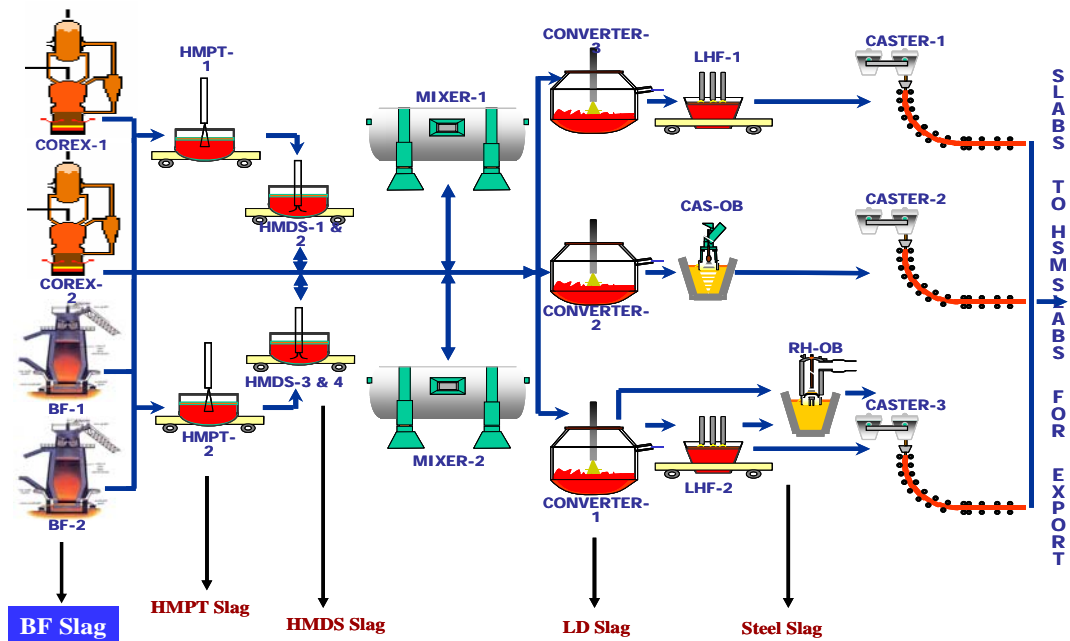 COREX-1
COREX-
2
BF-1
BF-2
BF Slag
HMPT-
1
HMPT-
2
HMPT Slag
HMDS-1 &
2
HMDS-3 & 4
HMDS Slag
MIXER-1
MIXER-2
CONVERTER-
3
CONVERTER-
2
CONVERTER-
1
LD Slag
LHF-1
CAS-OB
RH-OB
LHF-2
Steel Slag
CASTER-1
CASTER-2
CASTER-3
SLABS TO HSMSLABS FOR EXPORT